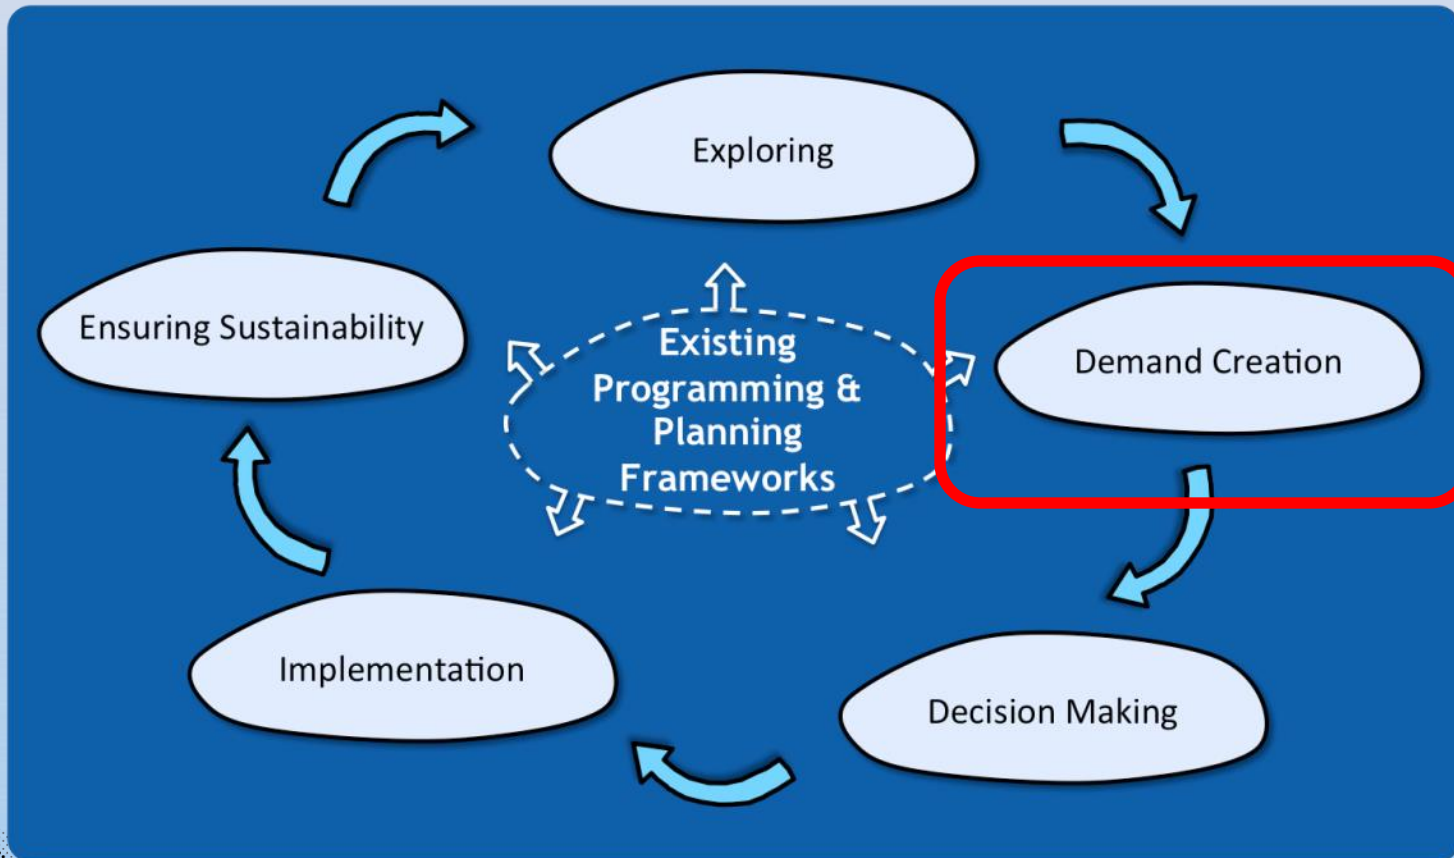 Exploring
Demand Creation
Decision Making
Implementation
Ensuring Sustainability
Existing
Programming &
Planning
Frameworks